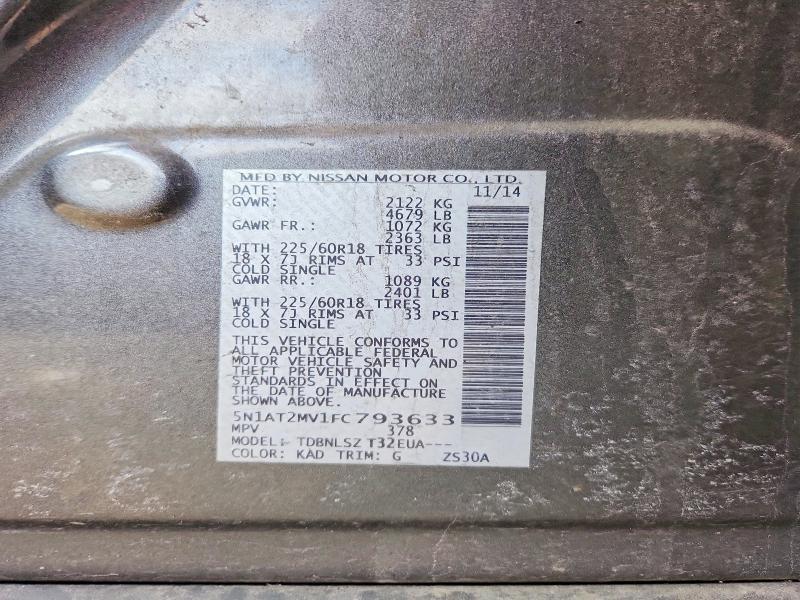 MFD BY NISSAN MOTOR CO., LTD.
DATE: 11/14
GVWR: 2122 KG
4679 LB
GAWR FR.: 1072 KG
2363 LB
WITH 225/60R18 TIRES
18 X 7J RIMS AT 33 PSI
COLD SINGLE
GAWR RR.: 1089 KG
2401 LB
WITH 225/60R18 TIRES
18 X 7J RIMS AT 33 PSI
COLD SINGLE
THIS VEHICLE CONFORMS TO
ALL APPLICABLE FEDERAL
MOTOR VEHICLE SAFETY AND
THEFT PREVENTION
STANDARDS IN EFFECT ON
THE DATE OF MANUFACTURE
SHOWN ABOVE.
5N1AT2MV1FC793633
MPV 378
MODEL: TDBNLSZ T32EUA---
COLOR: KAD TRIM: G ZS30A